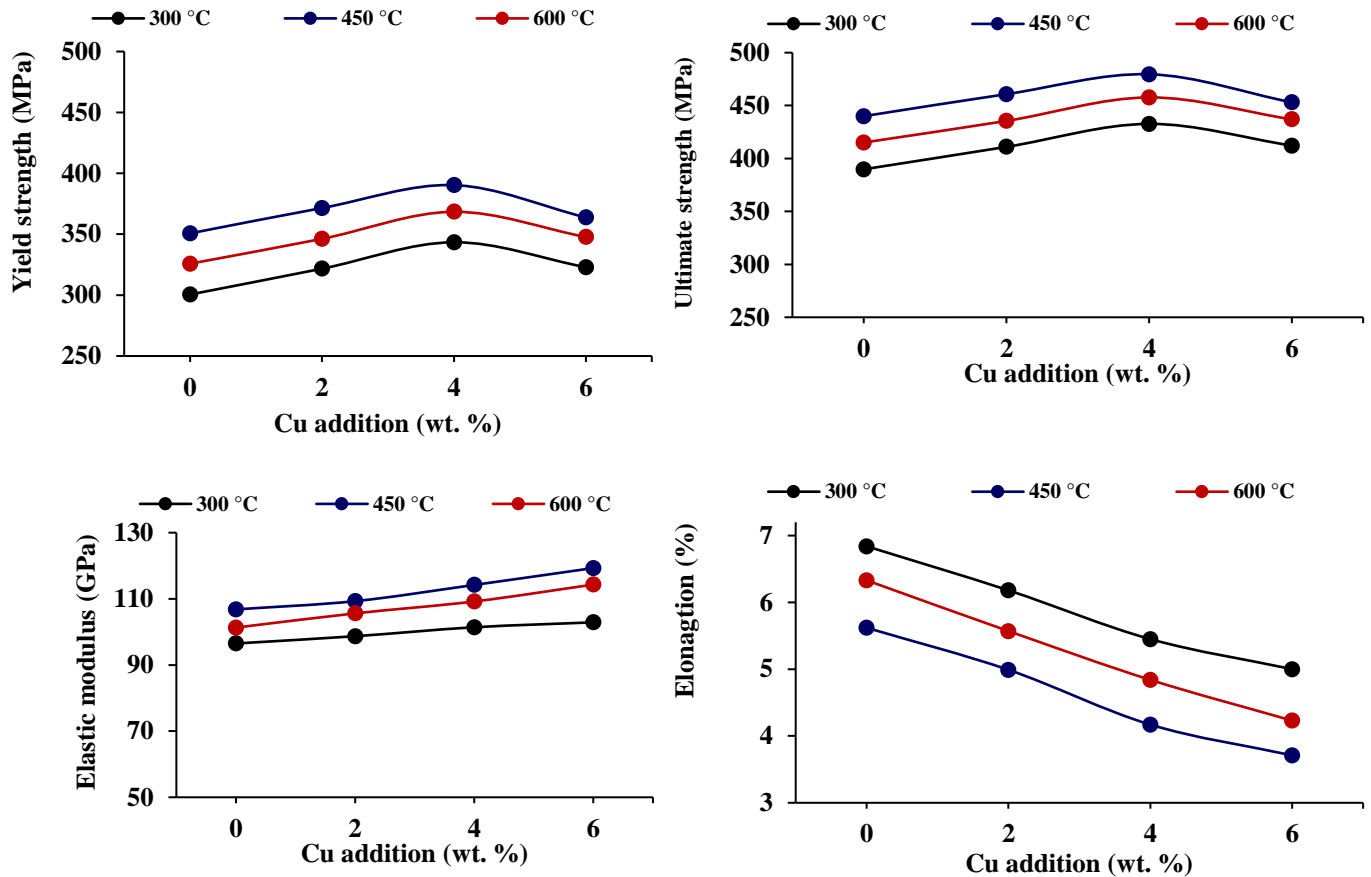 300 °C 450 °C 600 °C
Yield strength (MPa)
500
450
400
350
300
250
0 2 4 6
Cu addition (wt. %)
300 °C 450 °C 600 °C
Ultimate strength (MPa)
500
450
400
350
300
250
0 2 4 6
Cu addition (wt. %)
300 °C 450 °C 600 °C
Elastic modulus (GPa)
130
110
90
70
50
0 2 4 6
Cu addition (wt. %)
300 °C 450 °C 600 °C
Elonagtion (%)
7
6
5
4
3
0 2 4 6
Cu addition (wt. %)